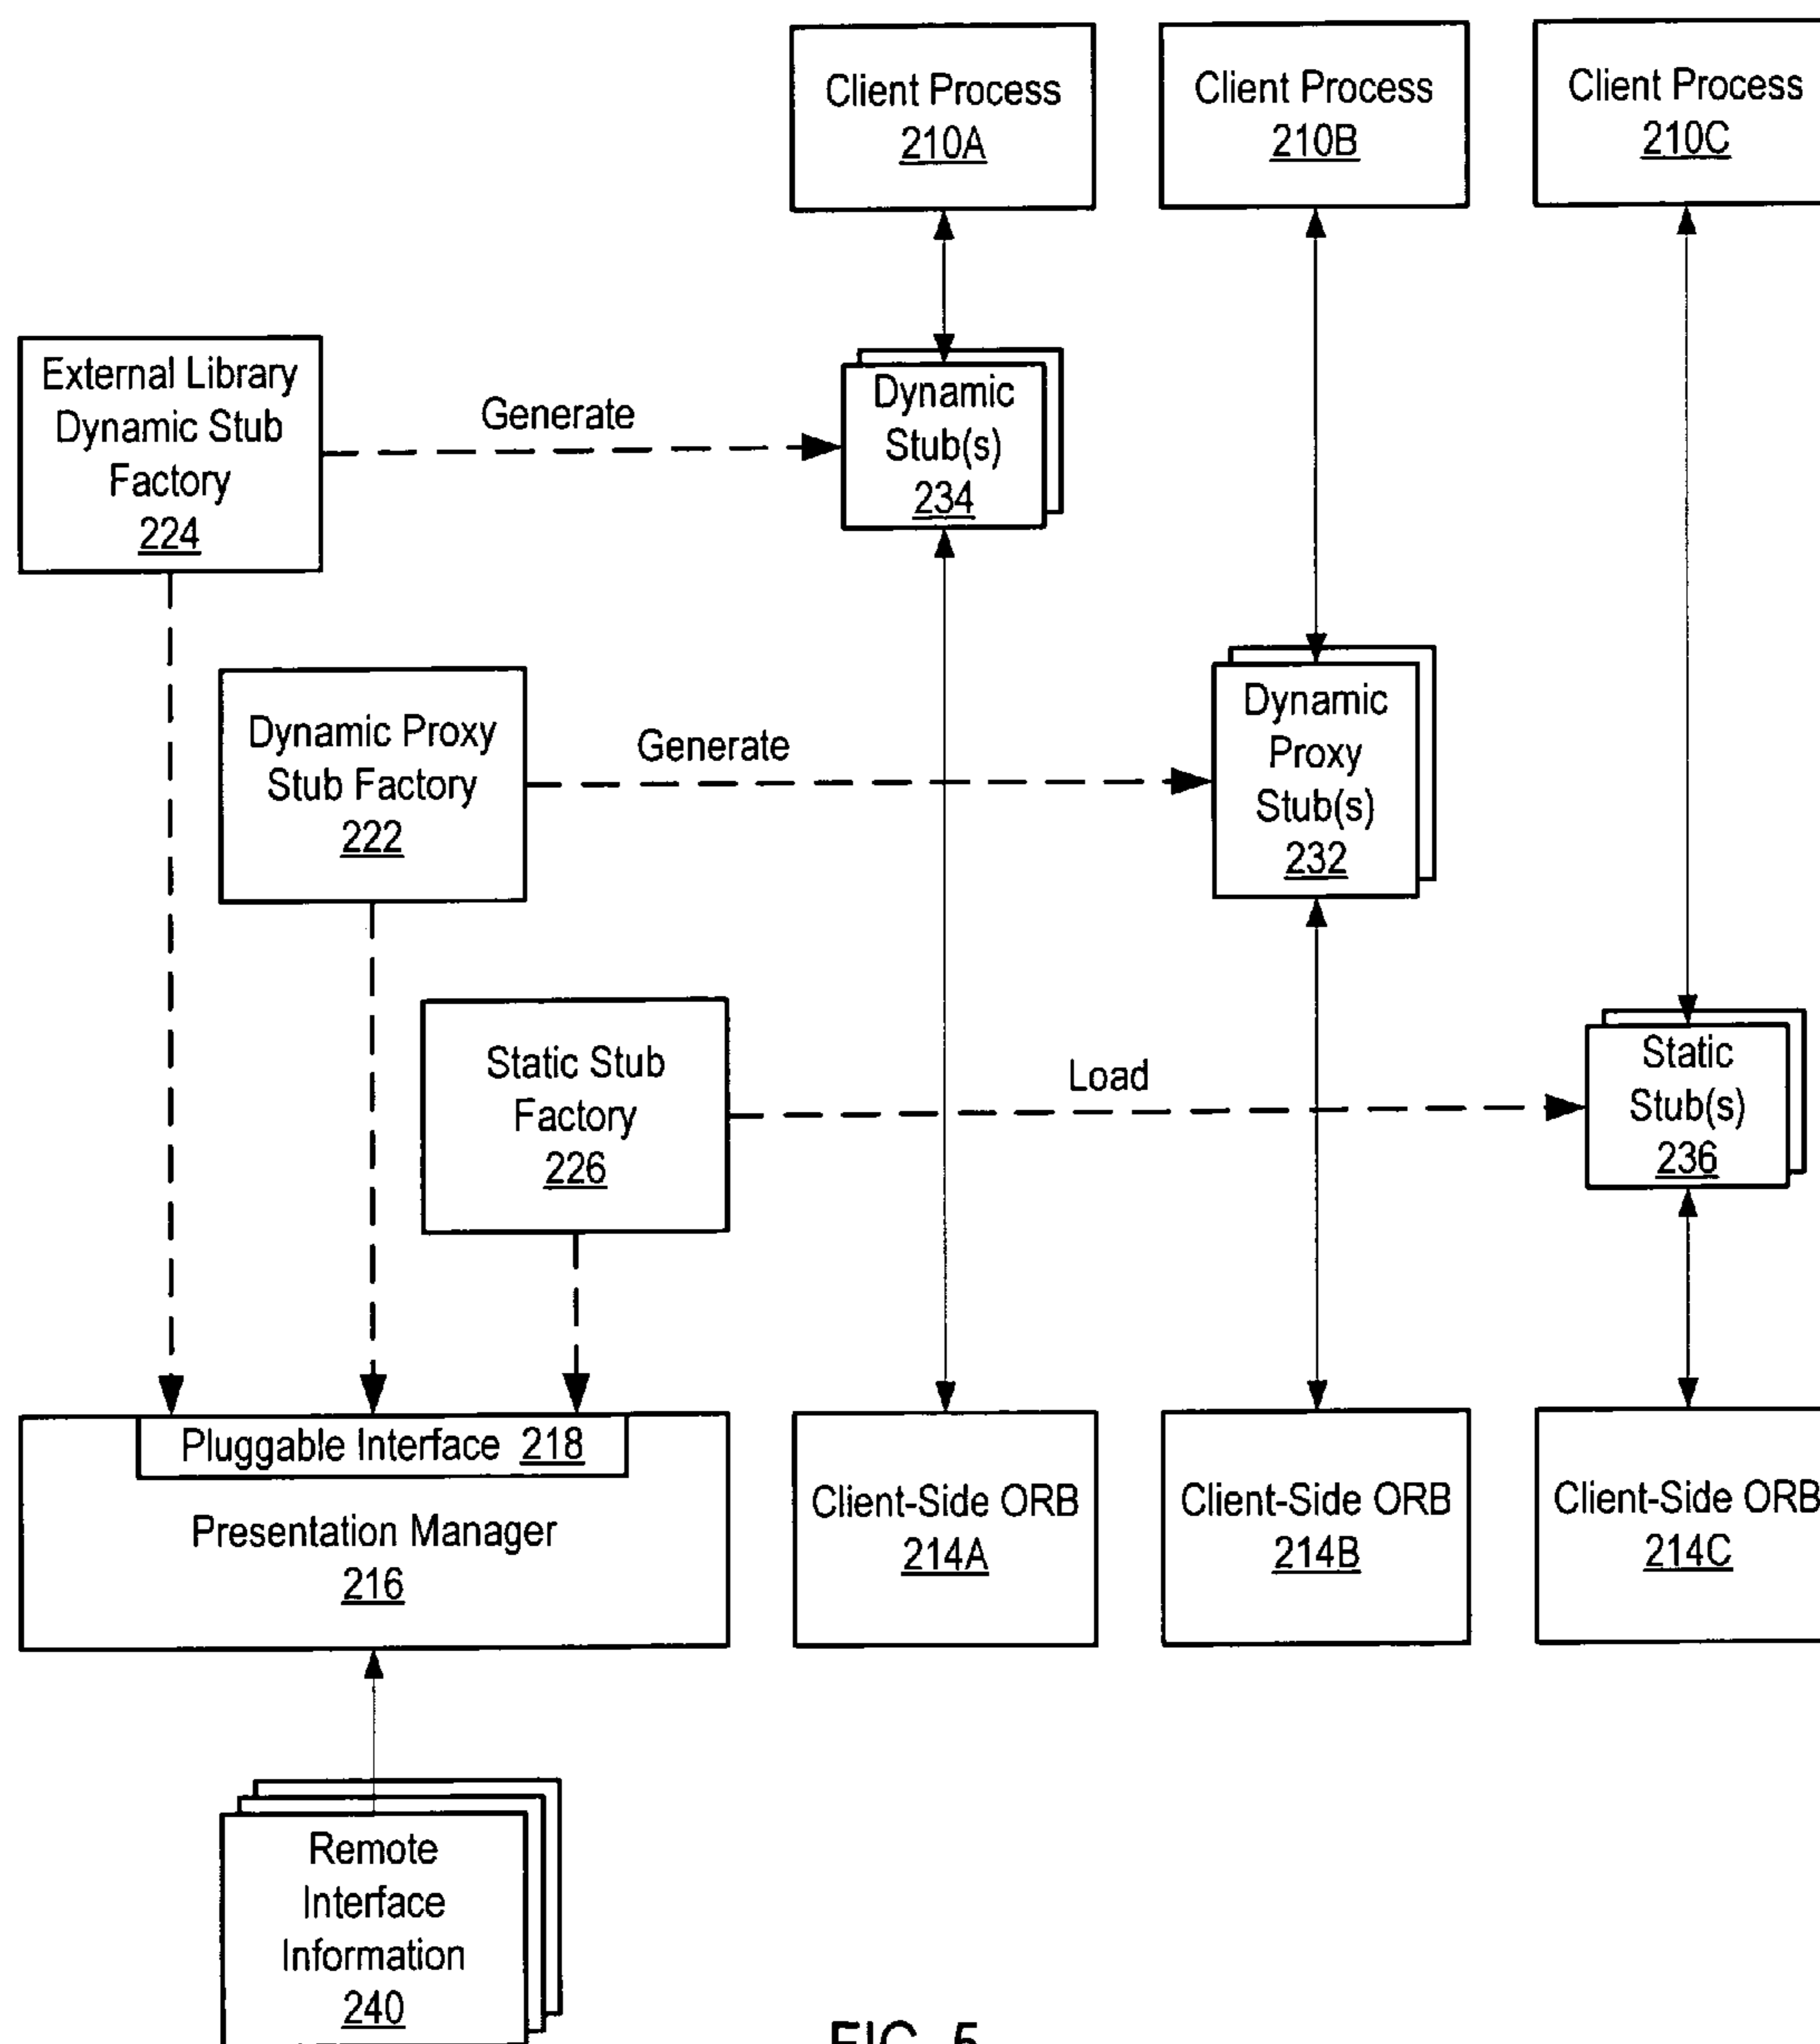 Client Process
210A
Client Process
210B
Client Process
210C
External Library
Dynamic Stub
Factory
224
Generate
Dynamic
Stub(s)
234
Dynamic Proxy
Stub Factory
222
Generate
Dynamic
Proxy
Stub(s)
232
Static Stub
Factory
226
Load
Static
Stub(s)
236
Pluggable Interface 218
Presentation Manager
216
Client-Side ORB
214A
Client-Side ORB
214B
Client-Side ORB
214C
Remote
Interface
Information
240
FIG. 5